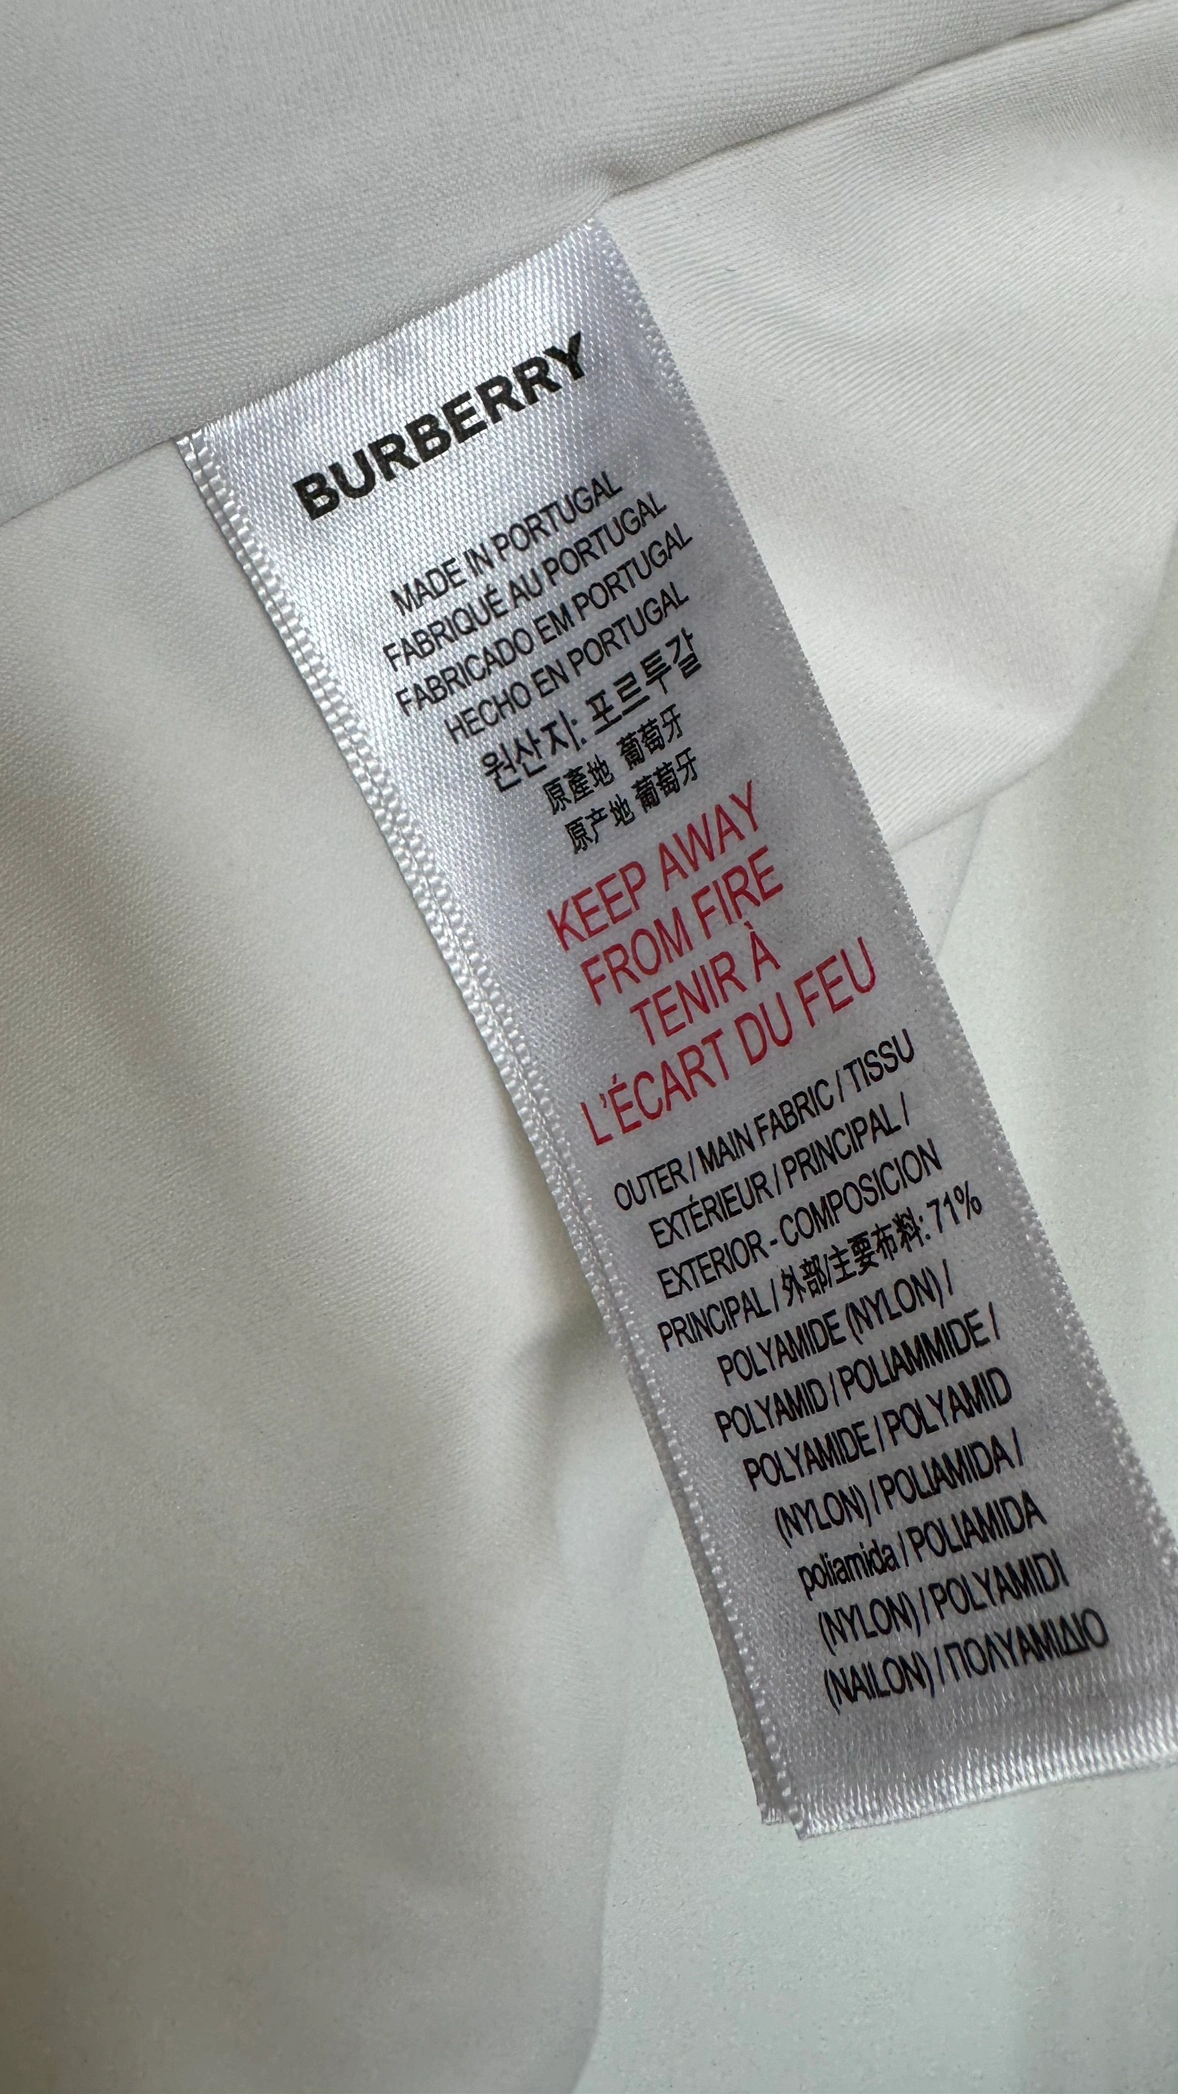 BURBERRY
MADE IN PORTUGAL
FABRIQUÉ AU PORTUGAL
FABRICADO EM PORTUGAL
HECHO EN PORTUGAL
원산지: 포르투갈
原產地 葡萄牙
原产地 葡萄牙
KEEP AWAY
FROM FIRE
TENIR À
L'ÉCART DU FEU
OUTER / MAIN FABRIC / TISSU
EXTÉRIEUR / PRINCIPAL /
EXTERIOR - COMPOSICION
PRINCIPAL / 外部/主要布料: 71%
POLYAMIDE (NYLON) /
POLYAMID / POLIAMMIDE /
POLYAMIDE / POLYAMID
(NYLON) / POLIAMIDA /
poliamida / POLIAMIDA
(NYLON) / POLYAMIDI
(NAILON) / ΠΟΛΥΑΜΙΔΙΟ